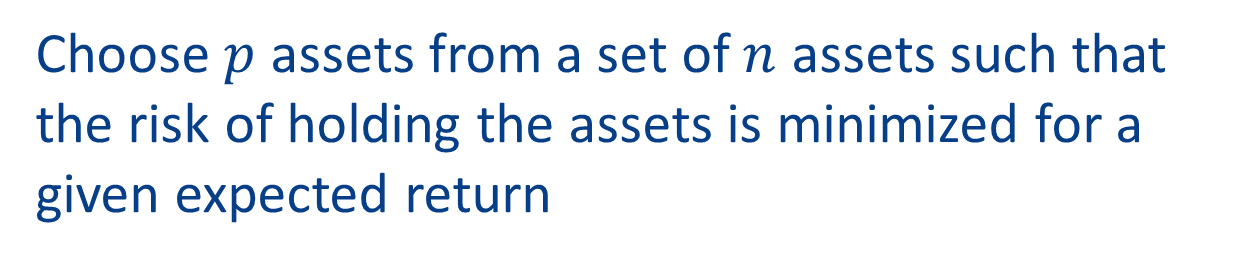 Choose p assets from a set of n assets such that
the risk of holding the assets is minimized for a
given expected return